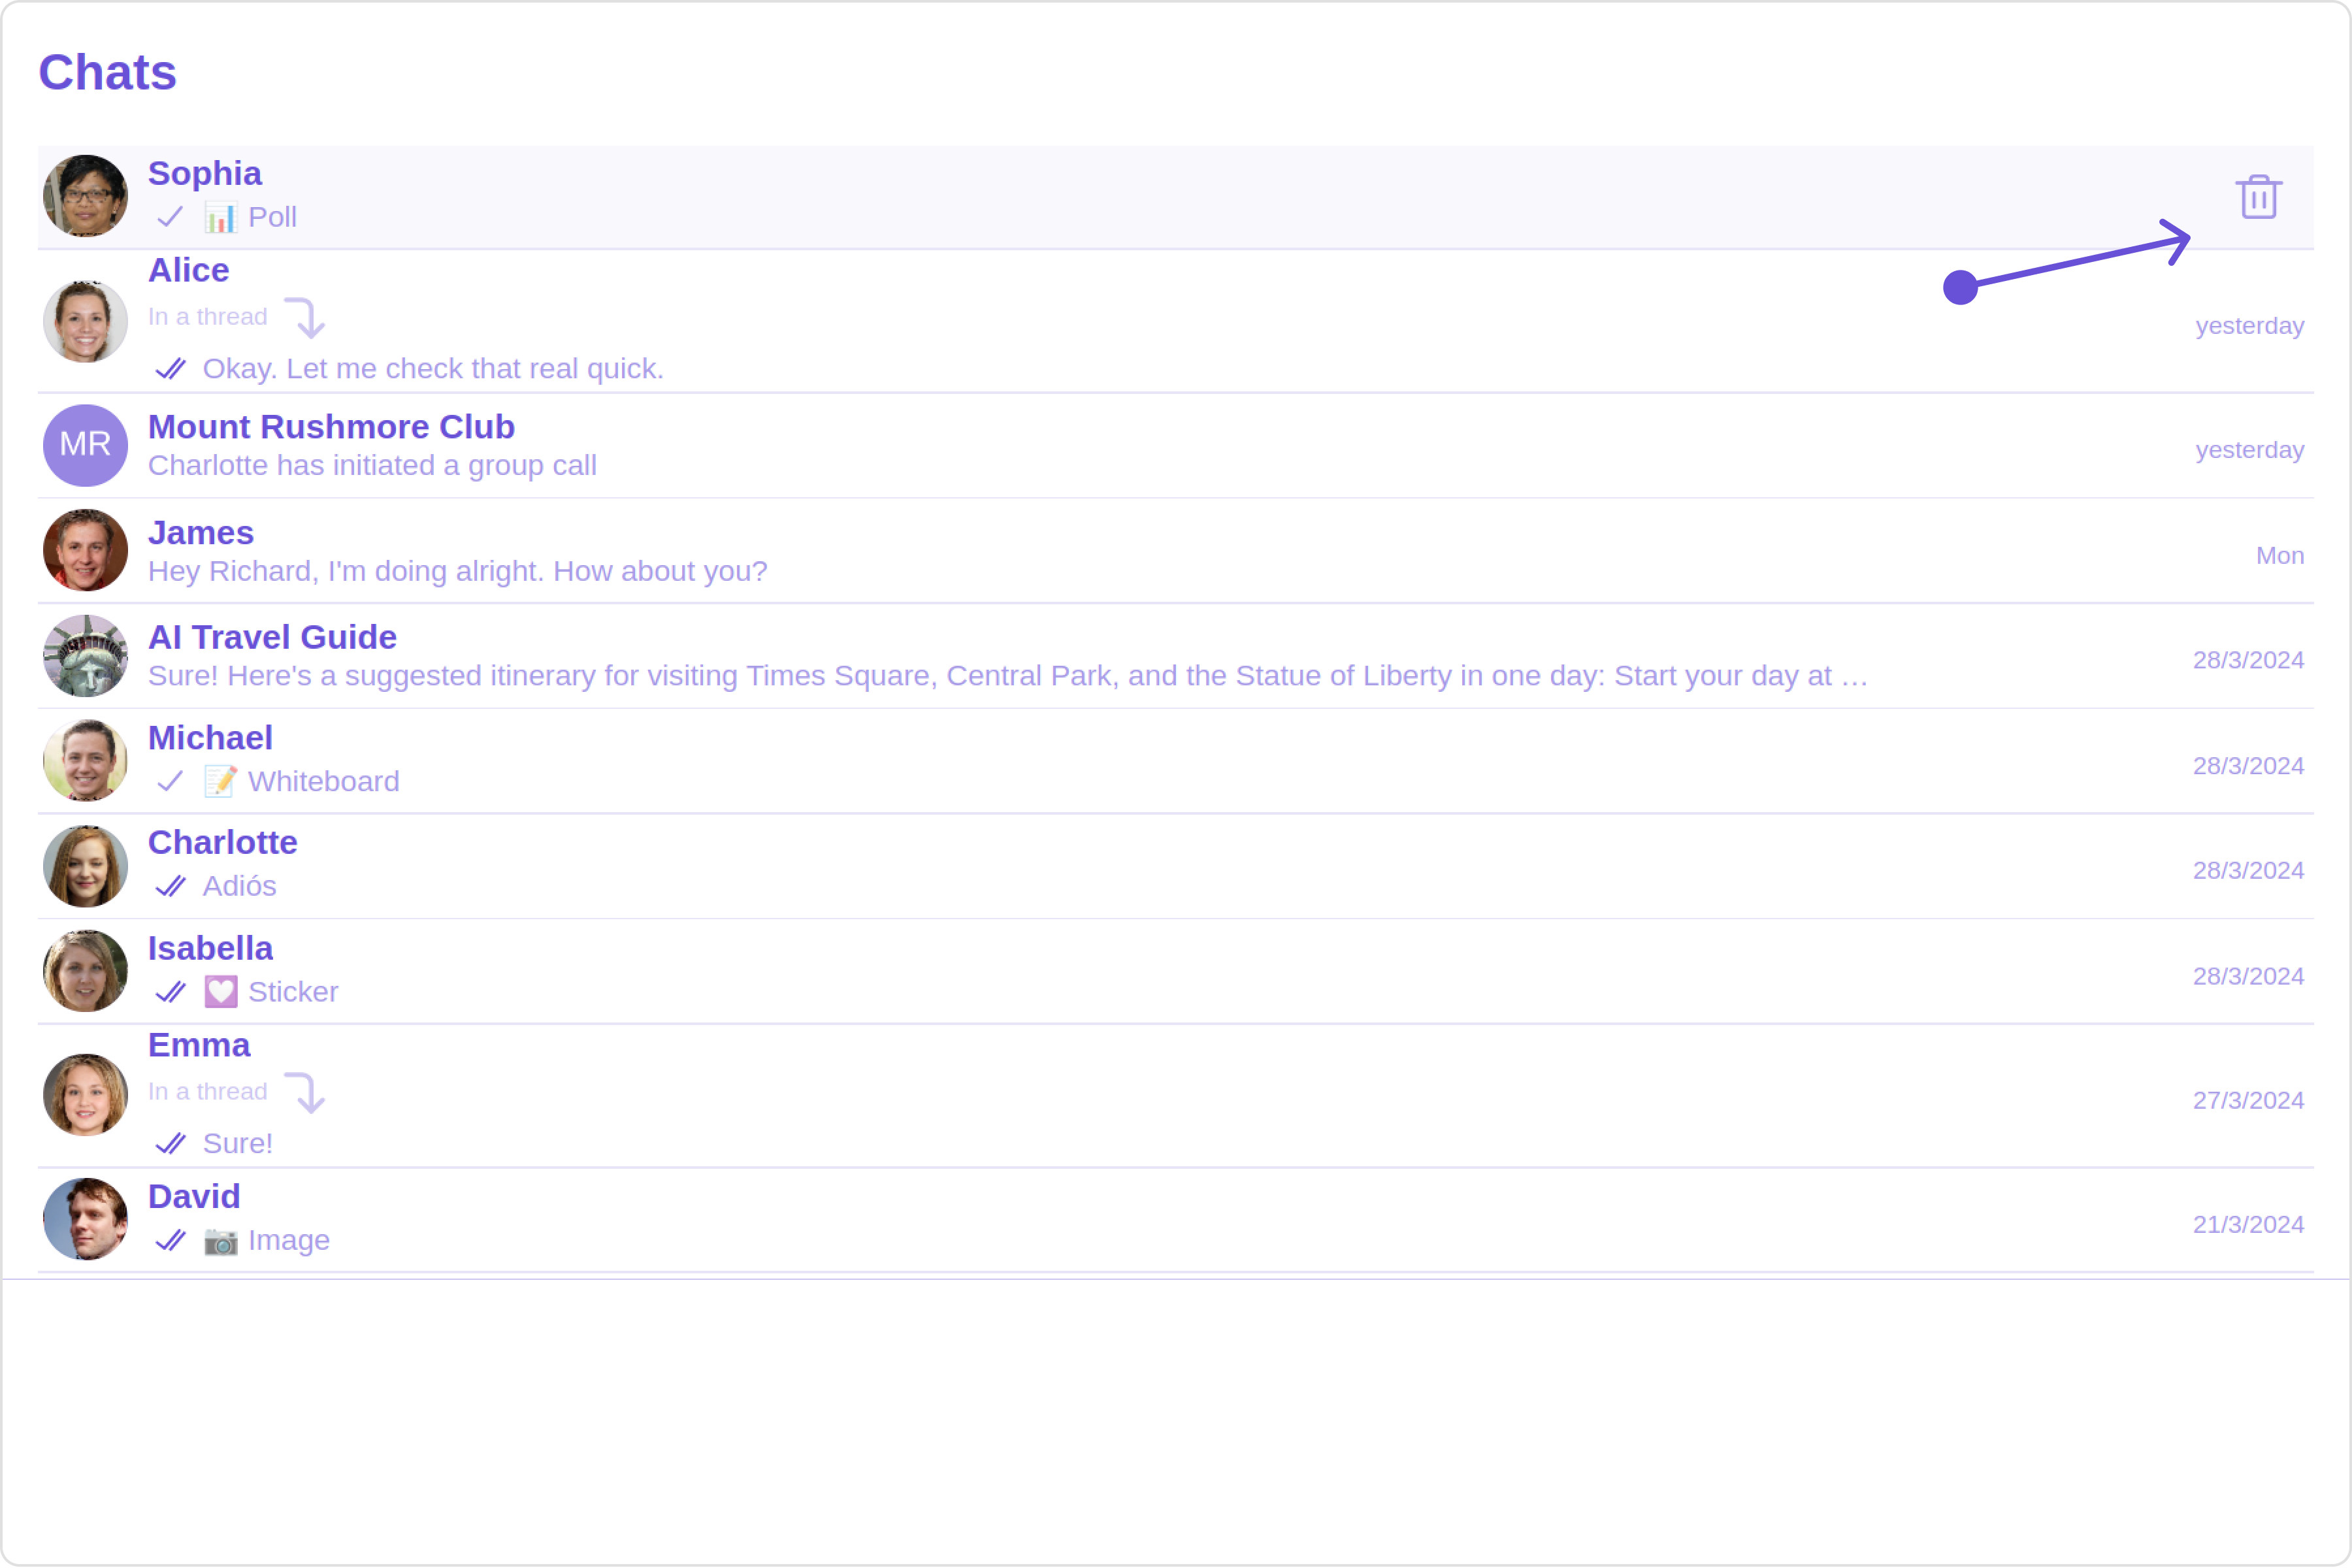 Chats
Sophia
📊 Poll
Alice
In a thread
Okay. Let me check that real quick.
yesterday
MR
Mount Rushmore Club
Charlotte has initiated a group call
yesterday
James
Hey Richard, I'm doing alright. How about you?
Mon
AI Travel Guide
Sure! Here's a suggested itinerary for visiting Times Square, Central Park, and the Statue of Liberty in one day: Start your day at …
28/3/2024
Michael
📝 Whiteboard
28/3/2024
Charlotte
Adiós
28/3/2024
Isabella
💟 Sticker
28/3/2024
Emma
In a thread
Sure!
27/3/2024
David
📷 Image
21/3/2024